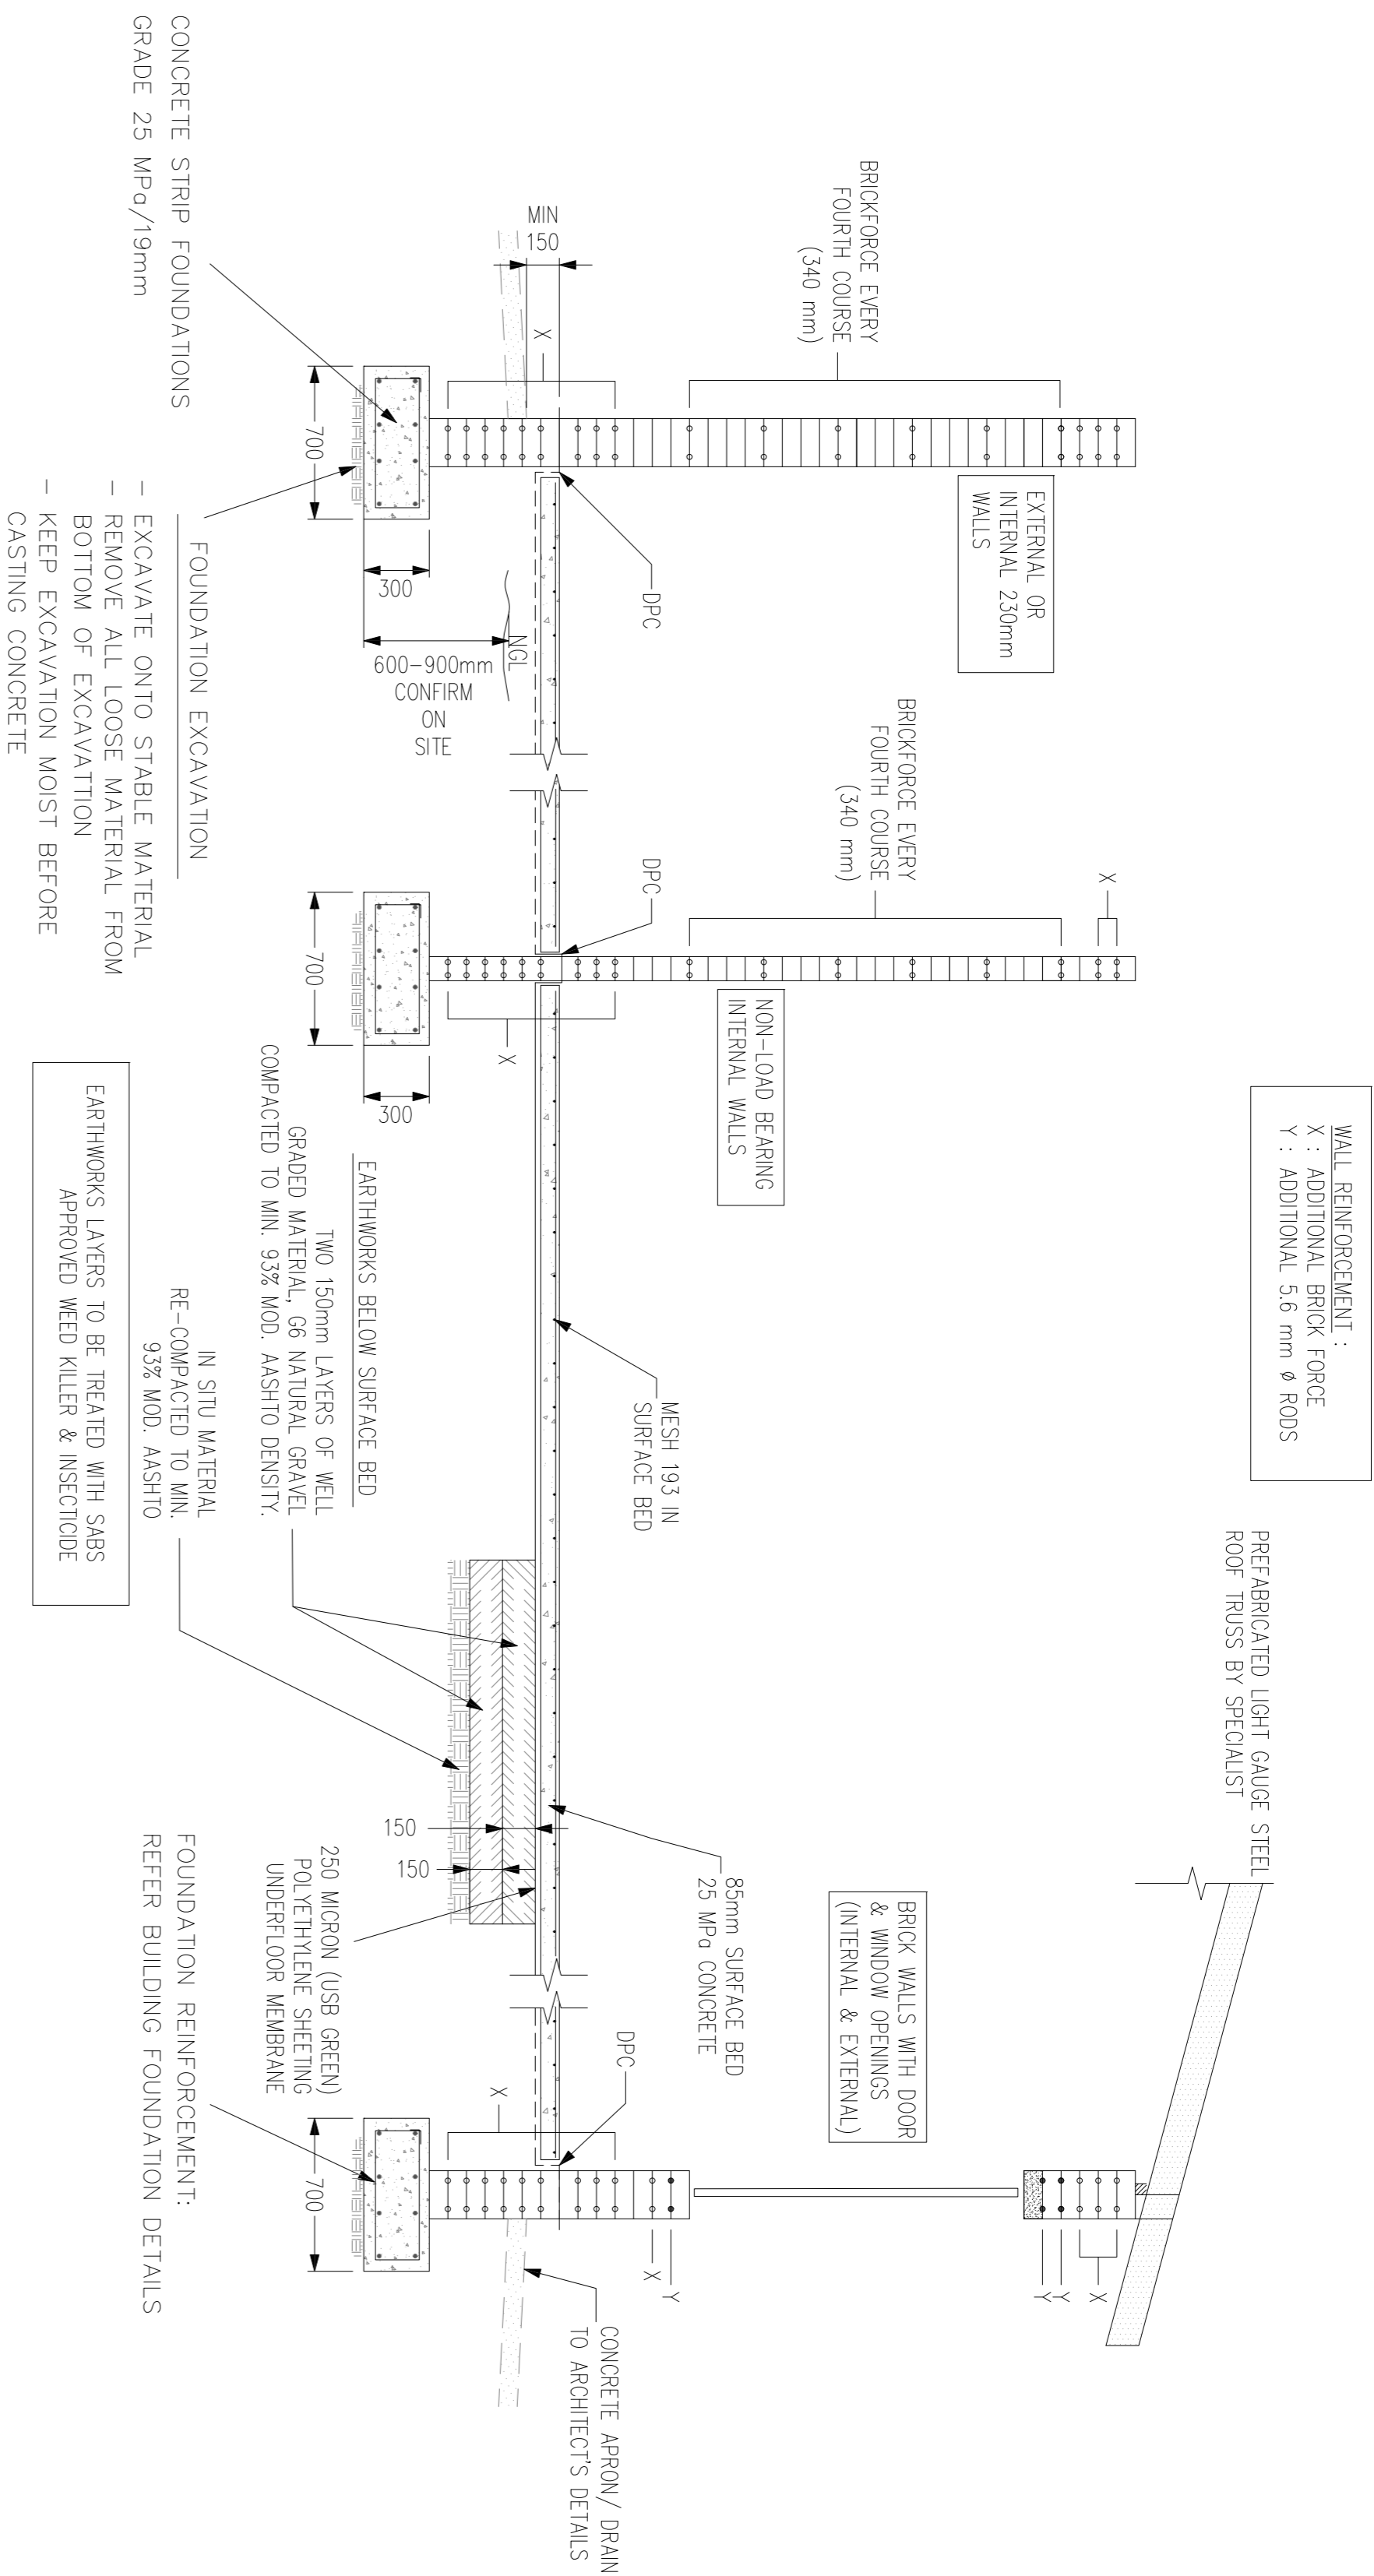 WALL REINFORCEMENT :
X : ADDITIONAL BRICK FORCE
Y : ADDITIONAL 5.6 mm Ø RODS
PREFABRICATED LIGHT GAUGE STEEL
ROOF TRUSS BY SPECIALIST
BRICKFORCE EVERY
FOURTH COURSE
(340 mm)
EXTERNAL OR
INTERNAL 230mm
WALLS
BRICKFORCE EVERY
FOURTH COURSE
(340 mm)
X
NON-LOAD BEARING
INTERNAL WALLS
BRICK WALLS WITH DOOR
& WINDOW OPENINGS
(INTERNAL & EXTERNAL)
X
Y
Y
MIN
150
X
DPC
DPC
X
MESH 193 IN
SURFACE BED
85mm SURFACE BED
25 MPa CONCRETE
DPC
X
X
Y
CONCRETE APRON/ DRAIN
TO ARCHITECT'S DETAILS
NGL
600-900mm
CONFIRM
ON
SITE
300
700
300
700
150
150
700
CONCRETE STRIP FOUNDATIONS
GRADE 25 MPa/19mm
FOUNDATION EXCAVATION
- EXCAVATE ONTO STABLE MATERIAL
- REMOVE ALL LOOSE MATERIAL FROM
BOTTOM OF EXCAVATTION
- KEEP EXCAVATION MOIST BEFORE
CASTING CONCRETE
EARTHWORKS BELOW SURFACE BED
TWO 150mm LAYERS OF WELL
GRADED MATERIAL, G6 NATURAL GRAVEL
COMPACTED TO MIN. 93% MOD. AASHTO DENSITY.
IN SITU MATERIAL
RE-COMPACTED TO MIN.
93% MOD. AASHTO
EARTHWORKS LAYERS TO BE TREATED WITH SABS
APPROVED WEED KILLER & INSECTICIDE
250 MICRON (USB GREEN)
POLYETHYLENE SHEETING
UNDERFLOOR MEMBRANE
FOUNDATION REINFORCEMENT:
REFER BUILDING FOUNDATION DETAILS